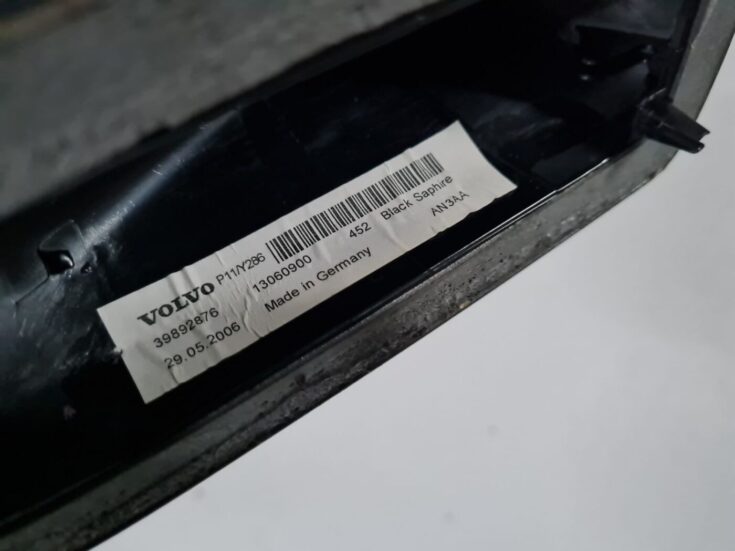 VOLVO P11/Y286
39892876 13060900 452 Black Saphire
29.05.2006 Made in Germany AN3AA